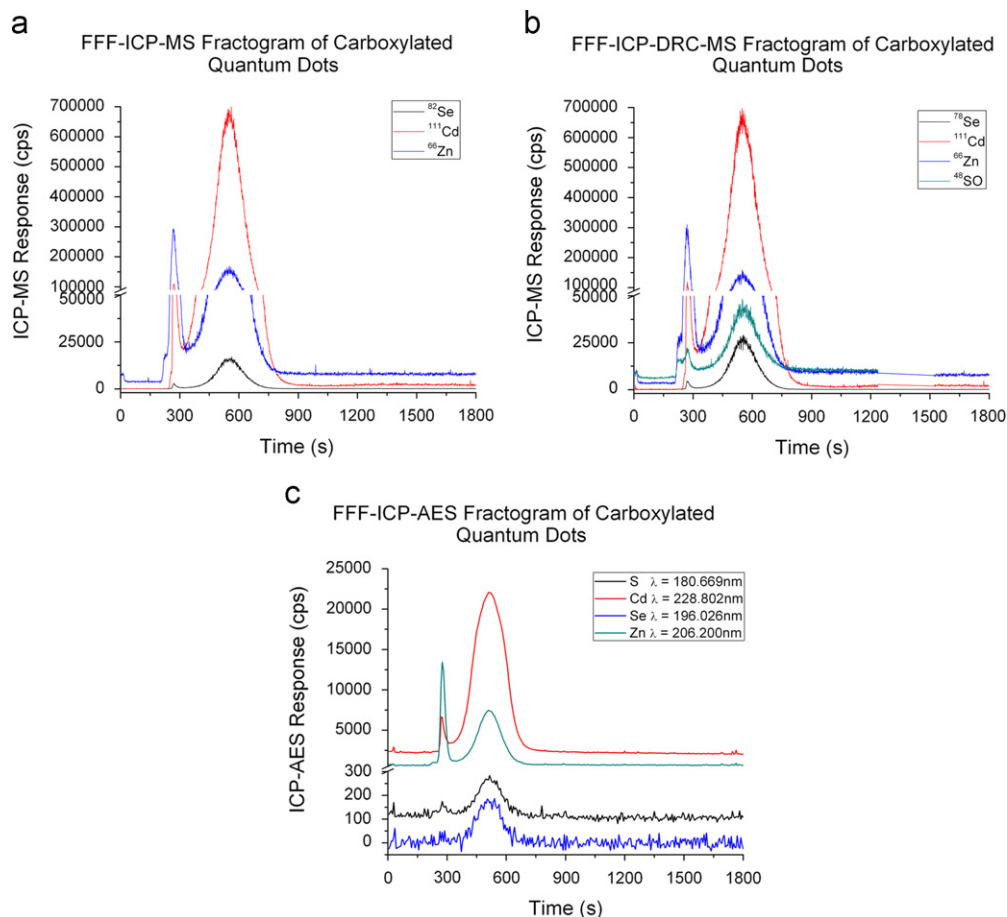 a
FFF-ICP-MS Fractogram of Carboxylated
Quantum Dots
ICP-MS Response (cps)
700000
600000
500000
400000
300000
200000
100000
50000
25000
0
⁸²Se
¹¹¹Cd
⁶⁶Zn
0 300 600 900 1200 1500 1800
Time (s)
b
FFF-ICP-DRC-MS Fractogram of Carboxylated
Quantum Dots
ICP-MS Response (cps)
700000
600000
500000
400000
300000
200000
100000
50000
25000
0
⁷⁸Se
¹¹¹Cd
⁶⁶Zn
⁴⁸SO
0 300 600 900 1200 1500 1800
Time (s)
c
FFF-ICP-AES Fractogram of Carboxylated
Quantum Dots
ICP-AES Response (cps)
25000
20000
15000
10000
5000
300
200
100
0
S λ = 180.669nm
Cd λ = 228.802nm
Se λ = 196.026nm
Zn λ = 206.200nm
0 300 600 900 1200 1500 1800
Time (s)